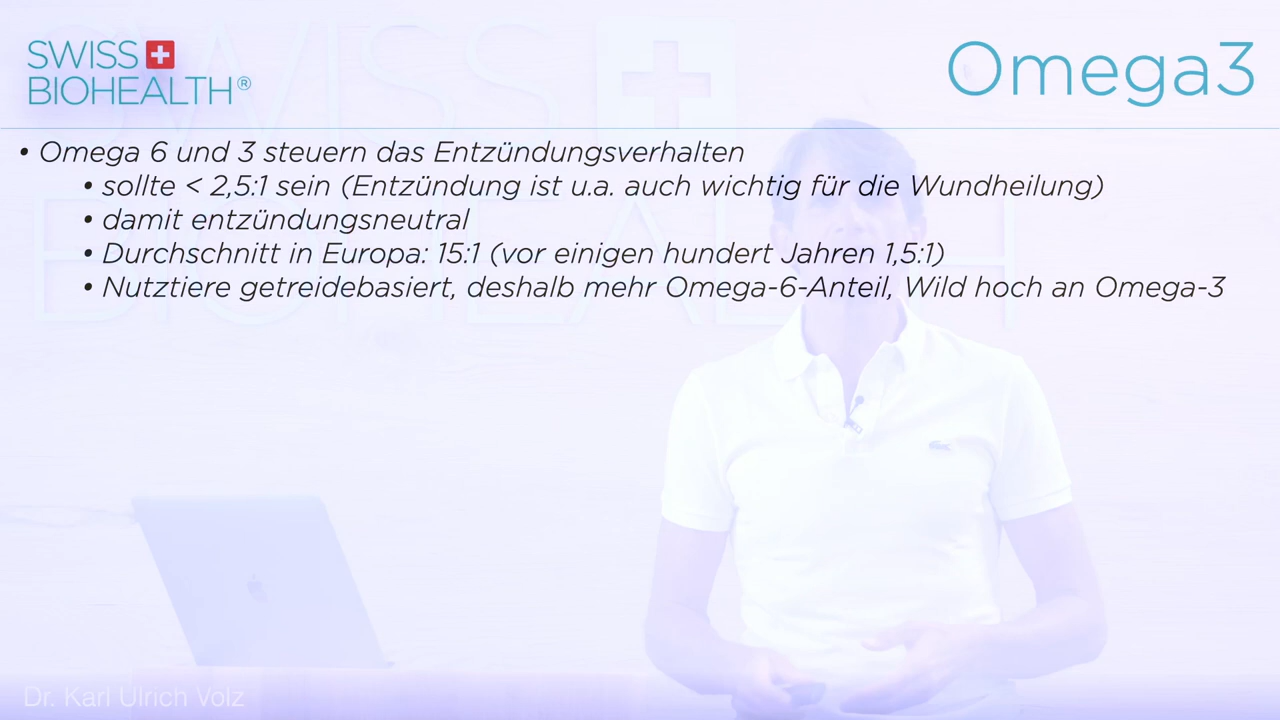 SWISS
BIOHEALTH®
Omega3
• Omega 6 und 3 steuern das Entzündungsverhalten
• sollte < 2,5:1 sein (Entzündung ist u.a. auch wichtig für die Wundheilung)
• damit entzündungsneutral
• Durchschnitt in Europa: 15:1 (vor einigen hundert Jahren 1,5:1)
• Nutztiere getreidebasiert, deshalb mehr Omega-6-Anteil, Wild hoch an Omega-3
SWISS
BIOHEALTH
Dr. Karl Ulrich Volz